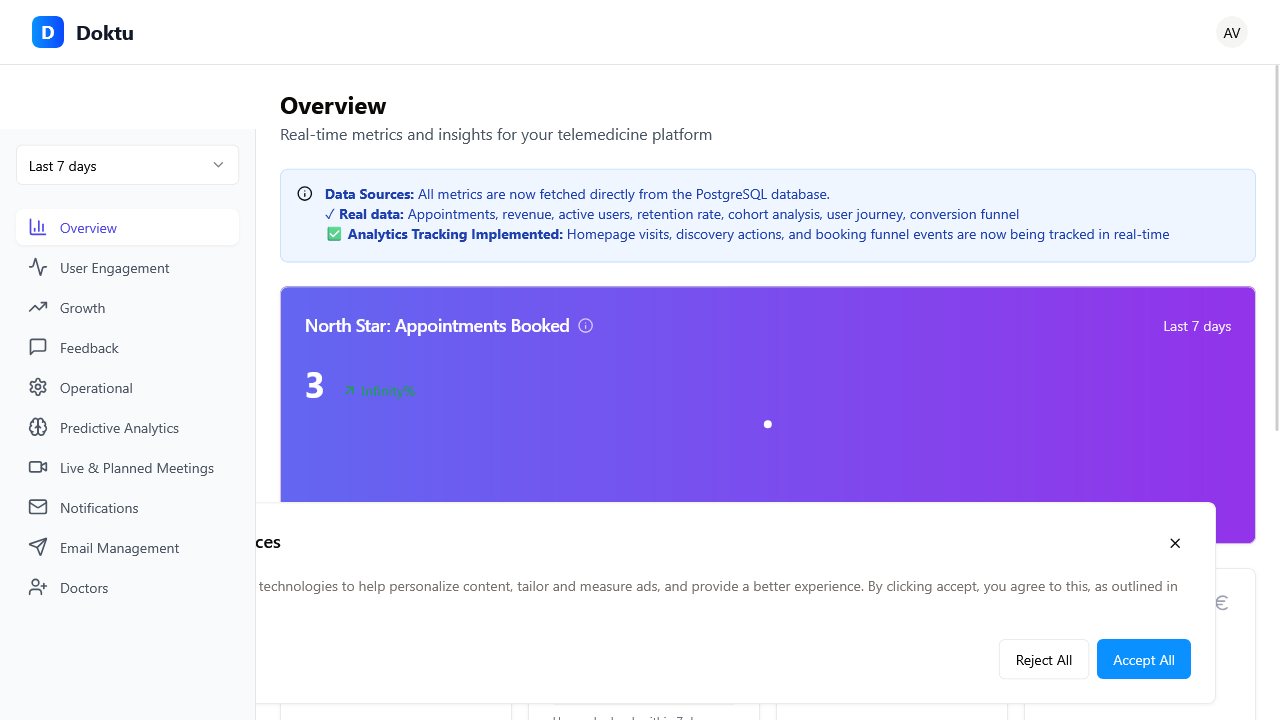 D Doktu
AV
Overview
Real-time metrics and insights for your telemedicine platform
Last 7 days
Data Sources: All metrics are now fetched directly from the PostgreSQL database.
✓ Real data: Appointments, revenue, active users, retention rate, cohort analysis, user journey, conversion funnel
✅ Analytics Tracking Implemented: Homepage visits, discovery actions, and booking funnel events are now being tracked in real-time
Overview
User Engagement
Growth
Feedback
Operational
Predictive Analytics
Live & Planned Meetings
Notifications
Email Management
Doctors
North Star: Appointments Booked
Last 7 days
3
Infinity%
ces
technologies to help personalize content, tailor and measure ads, and provide a better experience. By clicking accept, you agree to this, as outlined in
€
Reject All
Accept All